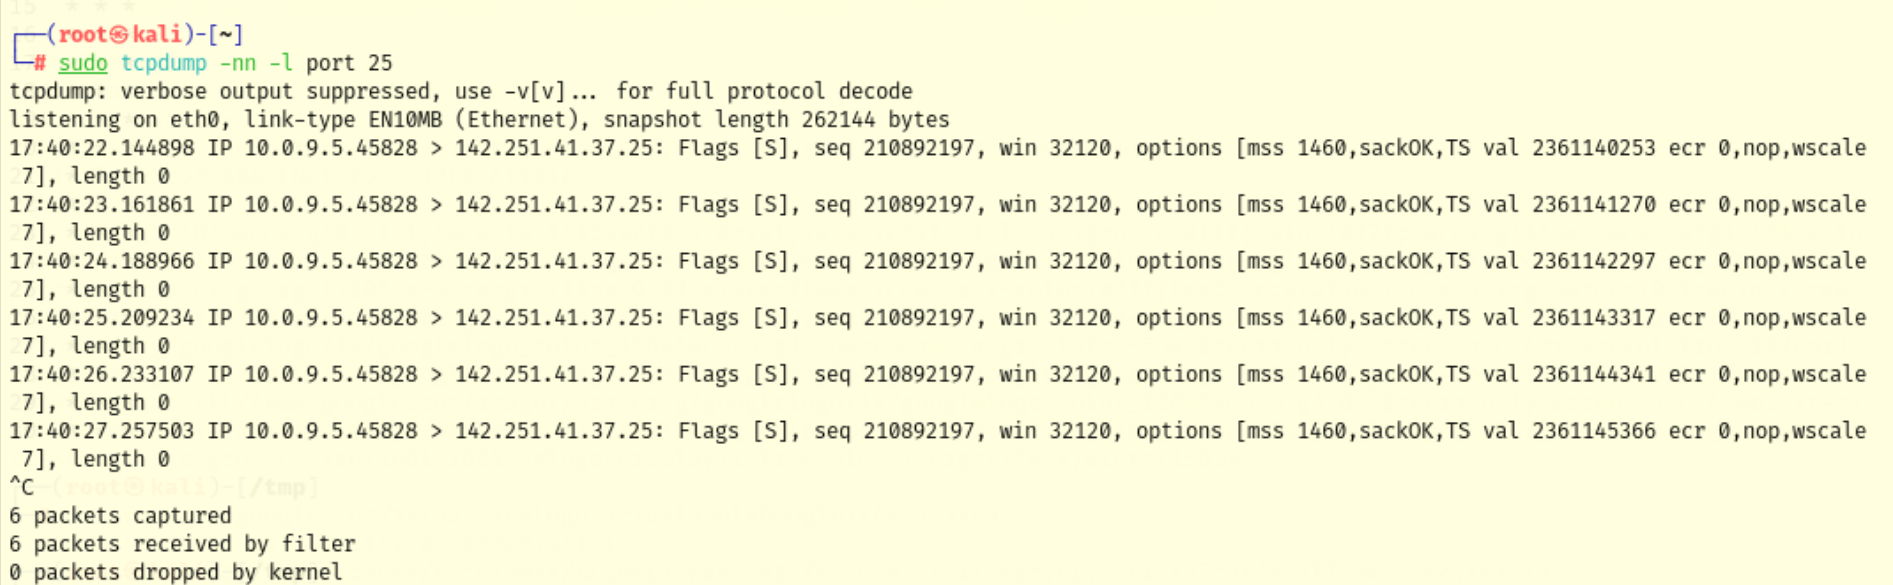 15 * * *
┌──(root㉿kali)-[~]
└─# sudo tcpdump -nn -l port 25
tcpdump: verbose output suppressed, use -v[v]... for full protocol decode
listening on eth0, link-type EN10MB (Ethernet), snapshot length 262144 bytes
17:40:22.144898 IP 10.0.9.5.45828 > 142.251.41.37.25: Flags [S], seq 210892197, win 32120, options [mss 1460,sackOK,TS val 2361140253 ecr 0,nop,wscale
7], length 0
17:40:23.161861 IP 10.0.9.5.45828 > 142.251.41.37.25: Flags [S], seq 210892197, win 32120, options [mss 1460,sackOK,TS val 2361141270 ecr 0,nop,wscale
7], length 0
17:40:24.188966 IP 10.0.9.5.45828 > 142.251.41.37.25: Flags [S], seq 210892197, win 32120, options [mss 1460,sackOK,TS val 2361142297 ecr 0,nop,wscale
7], length 0
17:40:25.209234 IP 10.0.9.5.45828 > 142.251.41.37.25: Flags [S], seq 210892197, win 32120, options [mss 1460,sackOK,TS val 2361143317 ecr 0,nop,wscale
7], length 0
17:40:26.233107 IP 10.0.9.5.45828 > 142.251.41.37.25: Flags [S], seq 210892197, win 32120, options [mss 1460,sackOK,TS val 2361144341 ecr 0,nop,wscale
7], length 0
17:40:27.257503 IP 10.0.9.5.45828 > 142.251.41.37.25: Flags [S], seq 210892197, win 32120, options [mss 1460,sackOK,TS val 2361145366 ecr 0,nop,wscale
7], length 0
^C (root㉿kali)-[/tmp]
6 packets captured
6 packets received by filter
0 packets dropped by kernel